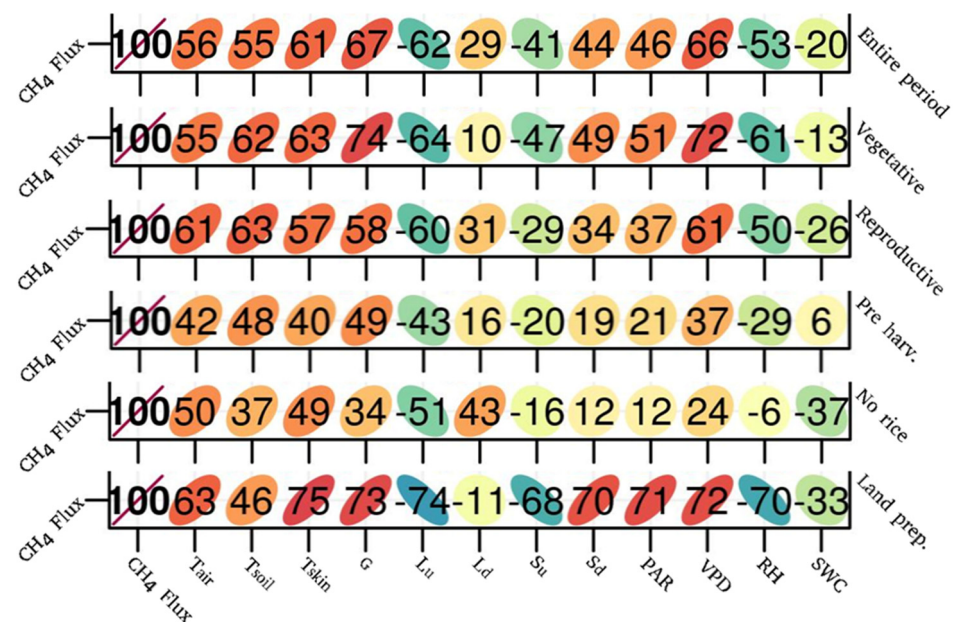 CH4 Flux 100 56 55 61 67 -62 29 -41 44 46 66 -53 -20 Entire period
CH4 Flux 100 55 62 63 74 -64 10 -47 49 51 72 -61 -13 Vegetative
CH4 Flux 100 61 63 57 58 -60 31 -29 34 37 61 -50 -26 Reproductive
CH4 Flux 100 42 48 40 49 -43 16 -20 19 21 37 -29 6 Pre harv.
CH4 Flux 100 50 37 49 34 -51 43 -16 12 12 24 -6 -37 No rice
CH4 Flux 100 63 46 75 73 -74 -11 -68 70 71 72 -70 -33 Land prep.
CH4 Flux Tair Tsoil Tskin G Lu Ld Su Sd PAR VPD RH SWC